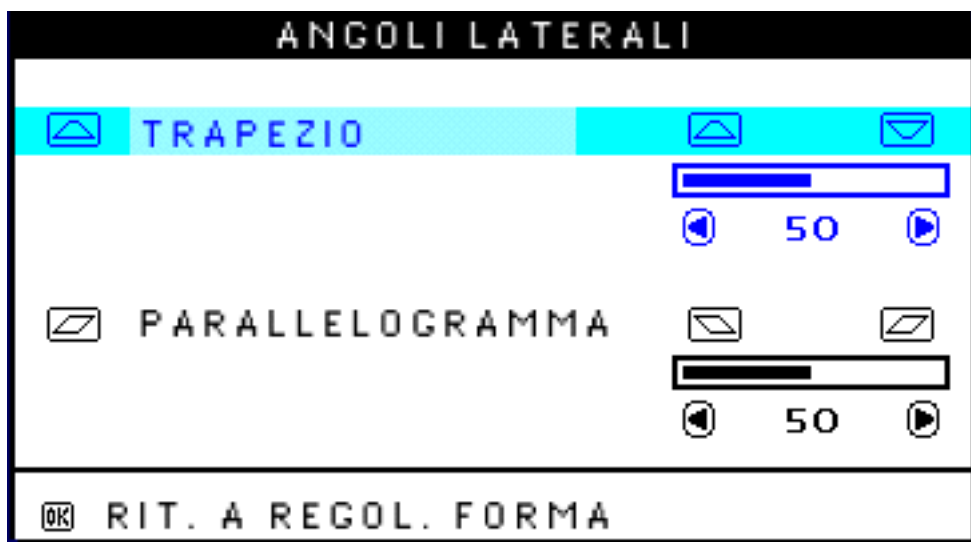 ANGOLI LATERALI
TRAPEZIO
50
PARALLELOGRAMMA
50
OK RIT. A REGOL. FORMA